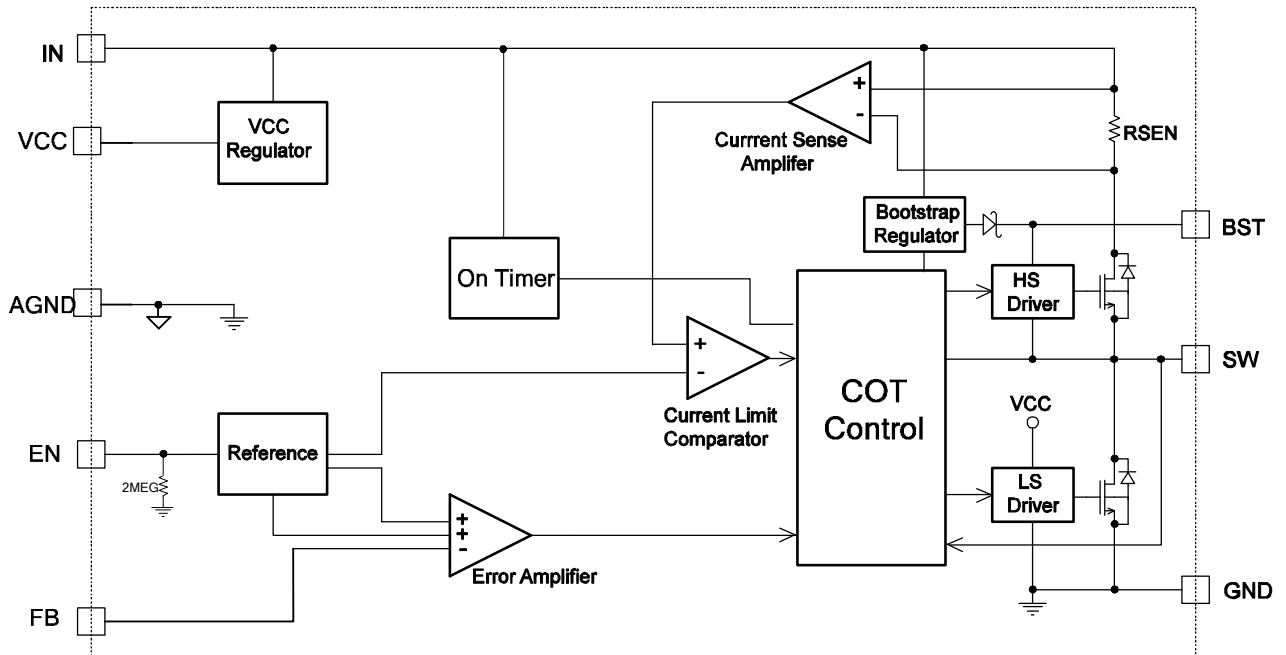 IN
VCC
VCC
Regulator
+
-
Currrent Sense
Amplifer
RSEN
Bootstrap
Regulator
BST
On Timer
HS
Driver
AGND
+
-
Current Limit
Comparator
COT
Control
SW
VCC
EN
2MEG
Reference
LS
Driver
+
+
-
Error Amplifier
FB
GND